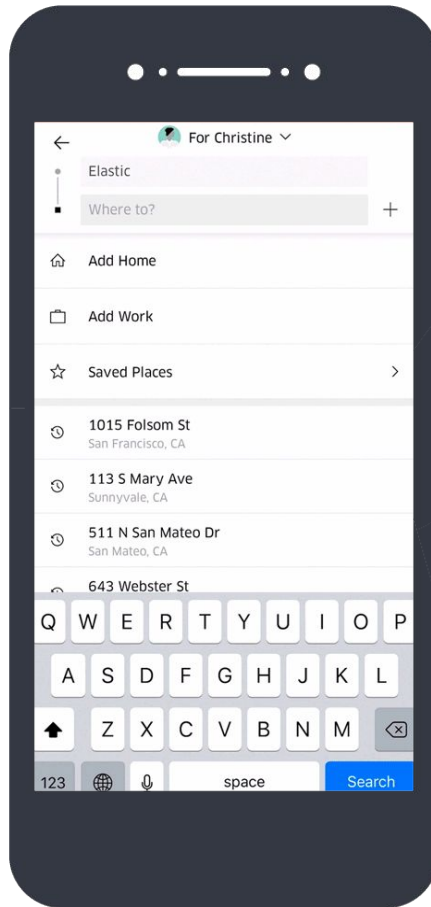 For Christine
Elastic
Where to?
Add Home
Add Work
Saved Places
1015 Folsom St
San Francisco, CA
113 S Mary Ave
Sunnyvale, CA
511 N San Mateo Dr
San Mateo, CA
643 Webster St
Q W E R T Y U I O P
A S D F G H J K L
Z X C V B N M
123 space Search